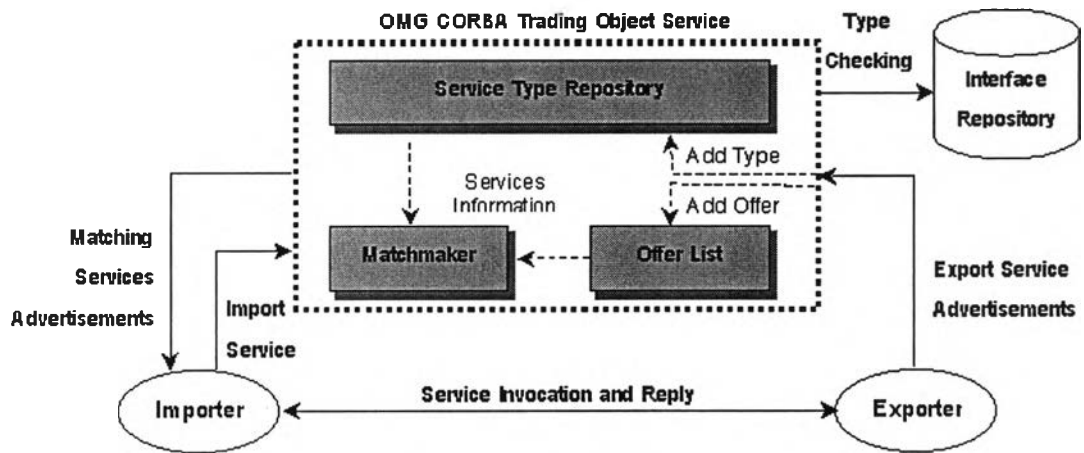 OMG CORBA Trading Object Service
Type
Checking
Interface
Repository
Service Type Repository
Add Type
Services
Information
Add Offer
Matchmaker
Offer List
Matching
Services
Advertisements
Import
Service
Export Service
Advertisements
Importer
Service Invocation and Reply
Exporter